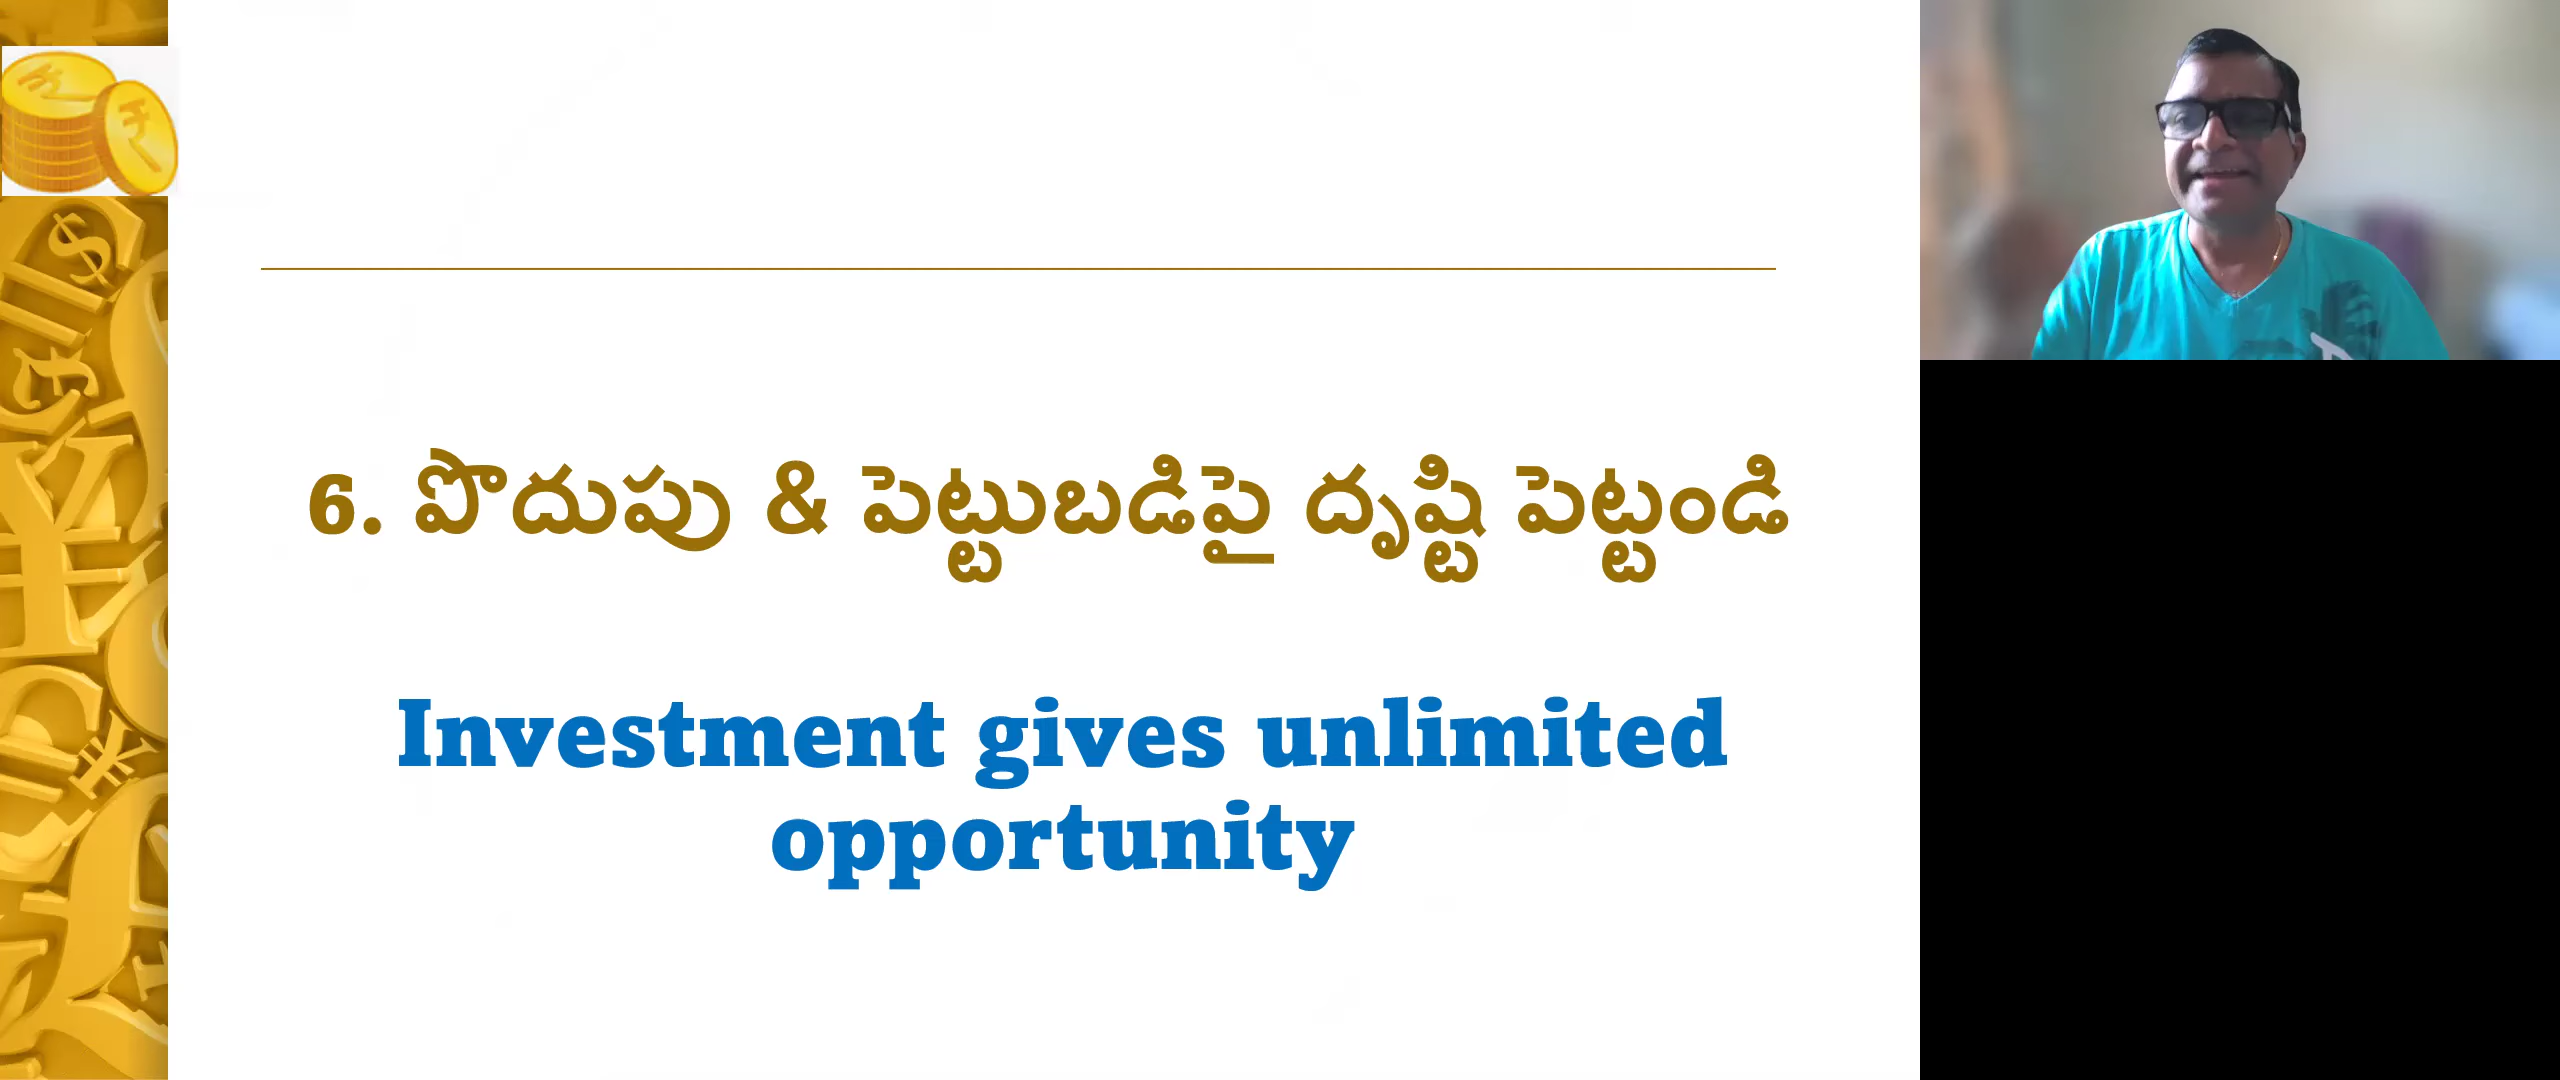 6. పొదుపు & పెట్టుబడిపై దృష్టి పెట్టండి
Investment gives unlimited
opportunity